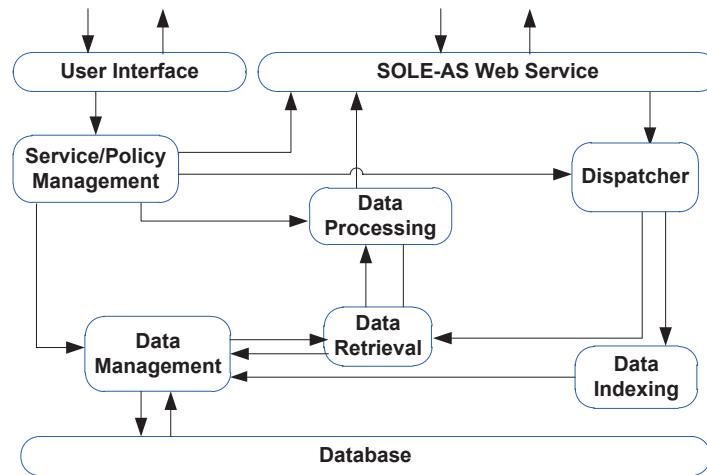 User Interface
SOLE-AS Web Service
Service/Policy
Management
Dispatcher
Data
Processing
Data
Management
Data
Retrieval
Data
Indexing
Database